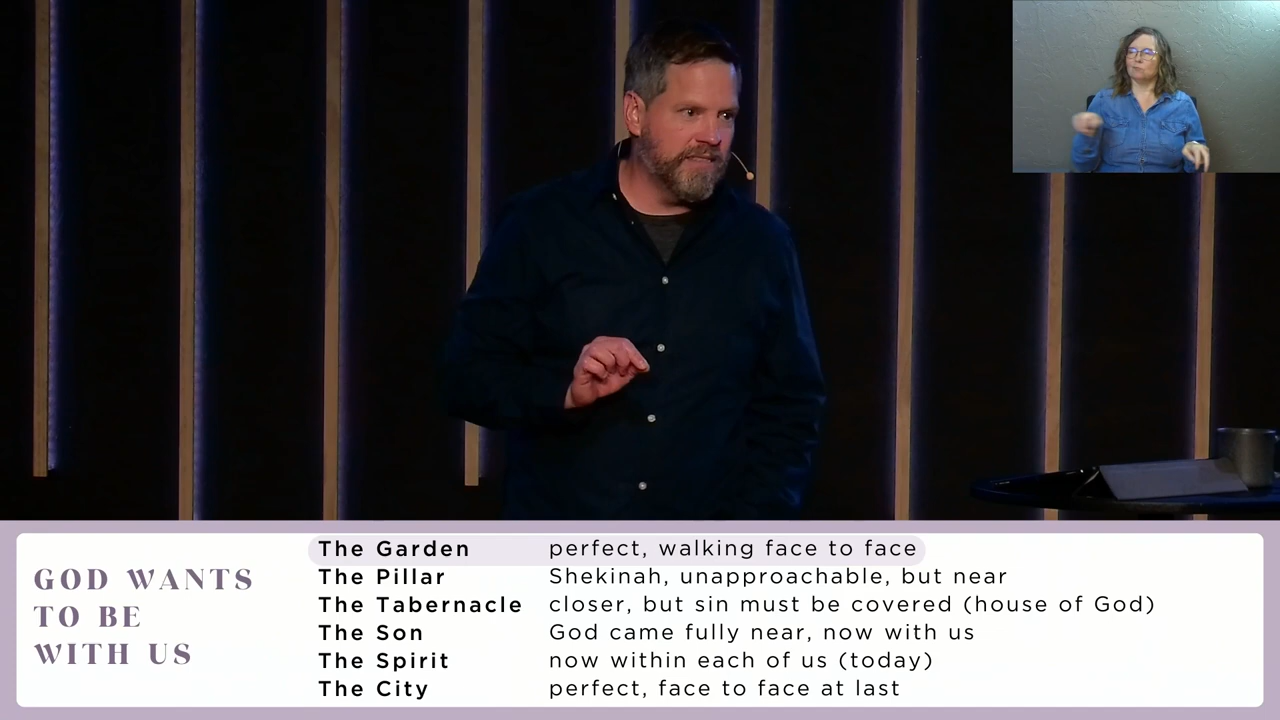 GOD WANTS
TO BE
WITH US
The Garden perfect, walking face to face
The Pillar Shekinah, unapproachable, but near
The Tabernacle closer, but sin must be covered (house of God)
The Son God came fully near, now with us
The Spirit now within each of us (today)
The City perfect, face to face at last